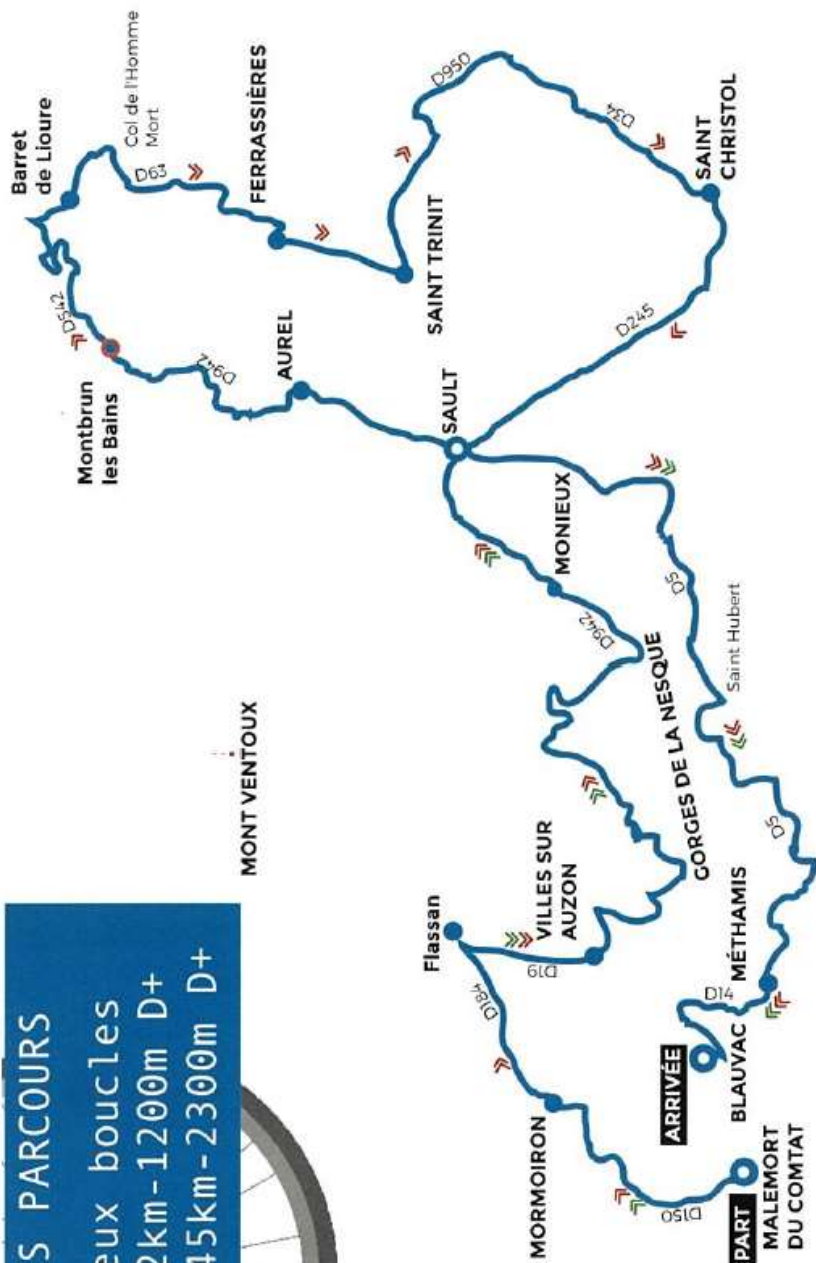 S PARCOURS
eux boucles
2km-1200m D+
45km-2300m D+
MONT VENTOUX
Barret
de Lioure
Col de l'Homme
Mort
D63
D542
Montbrun
les Bains
D942
FERRASSIÈRES
AUREL
SAINT TRINIT
D950
D34
SAINT
CHRISTOL
D245
SAULT
MONIEUX
D942
D5
Saint Hubert
GORGES DE LA NESQUE
D5
Flassan
VILLES SUR
AUZON
D19
D184
MORMOIRON
D14
MÉTHAMIS
ARRIVÉE
BLAUVAC
D150
PART
MALEMORT
DU COMTAT